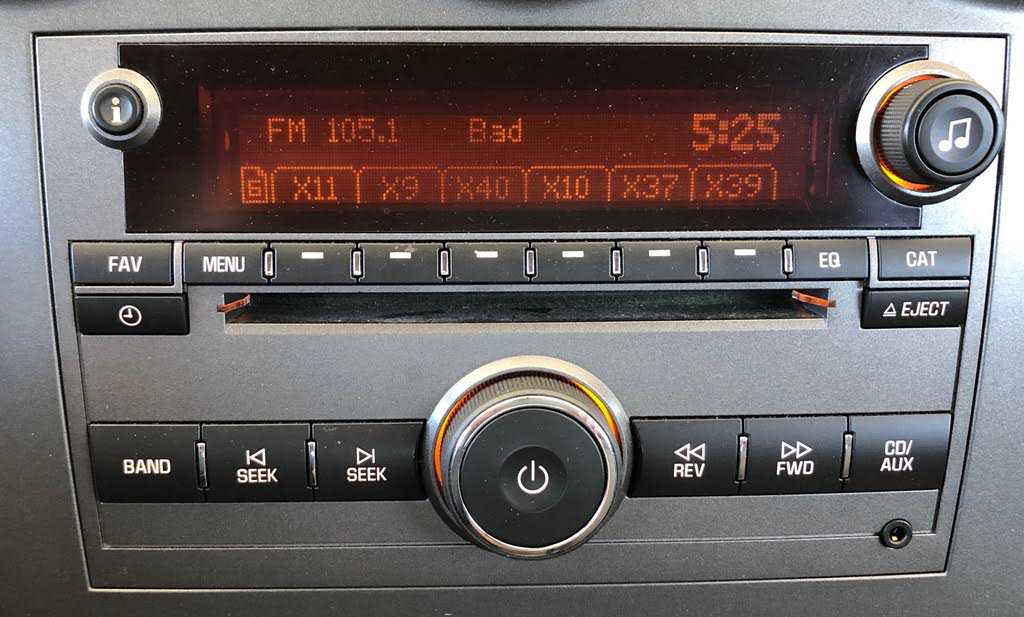 i
FM 105.1 Bad 5:25
6 X11 X9 X40 X10 X37 X39
FAV MENU EQ CAT
EJECT
BAND SEEK SEEK REV FWD CD/
AUX